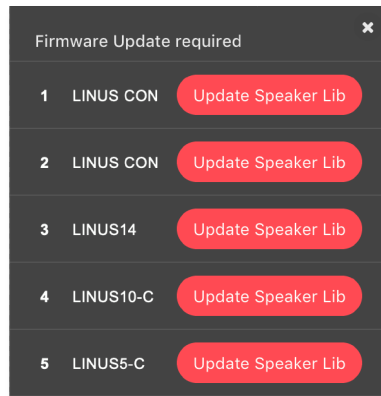 Firmware Update required
1 LINUS CON Update Speaker Lib
2 LINUS CON Update Speaker Lib
3 LINUS14 Update Speaker Lib
4 LINUS10-C Update Speaker Lib
5 LINUS5-C Update Speaker Lib